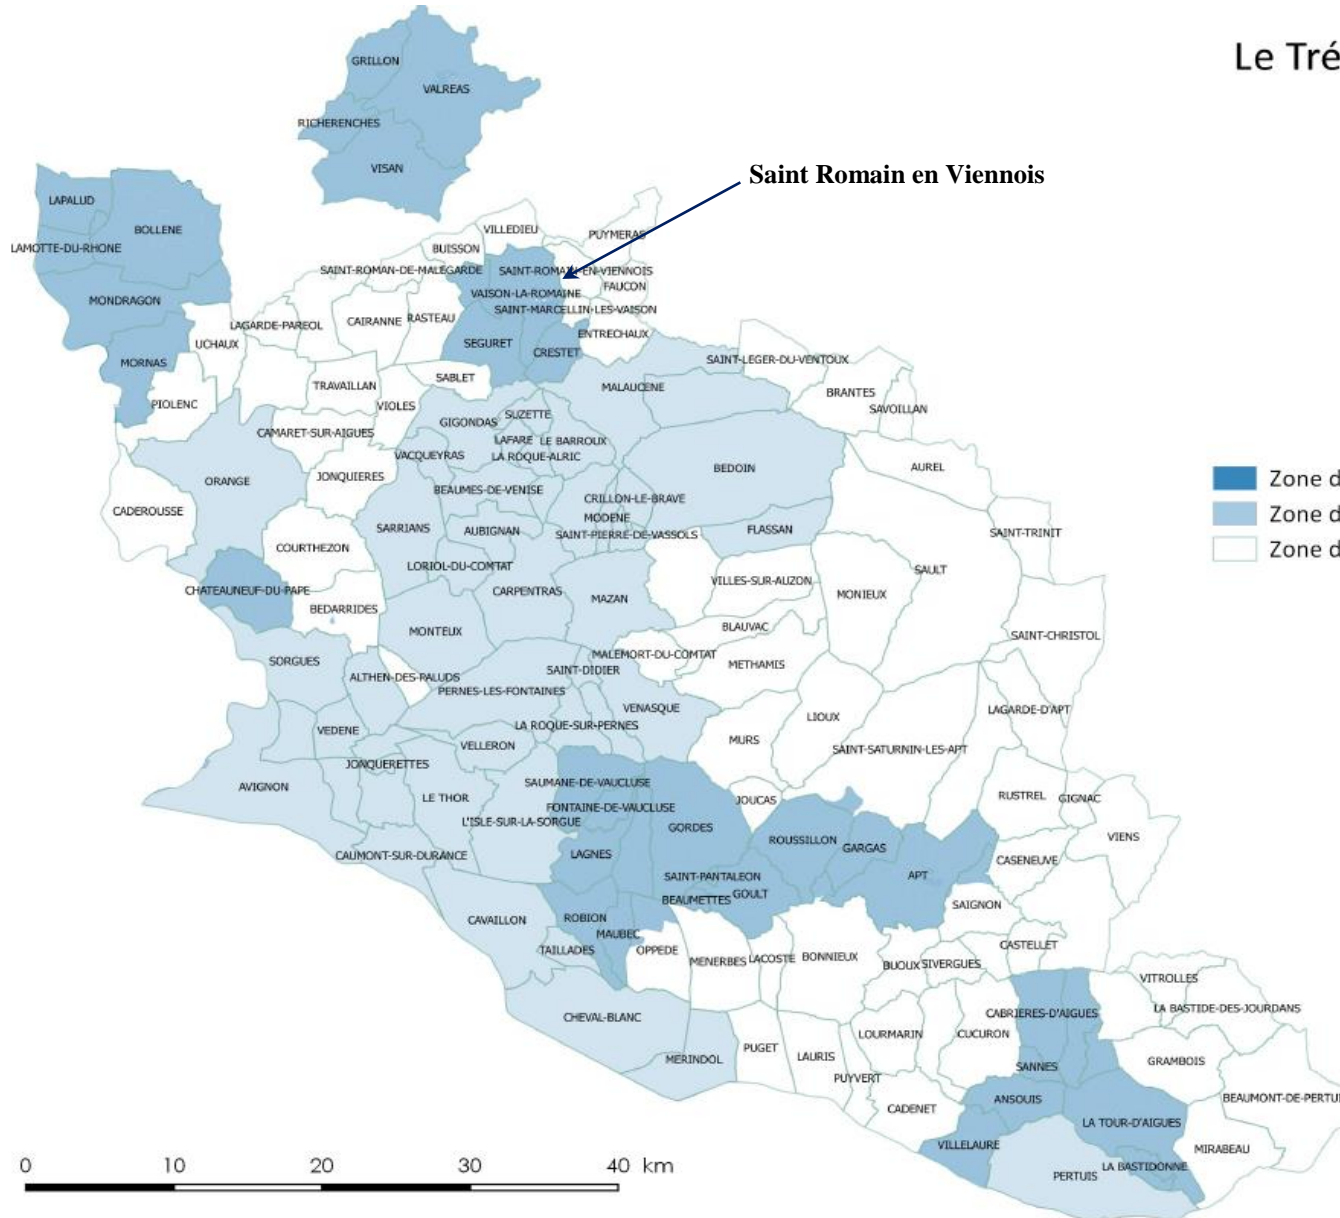 Le Tré
GRILLON
VALREAS
RICHERENCHES
VISAN
Saint Romain en Viennois
LAPALUD
BOLLENE
LAMOTTE-DU-RHONE
MONDRAGON
MORNAS
PIOLENC
UCHAUX
LAGARDE-PAREOL
SAINT-ROMAN-DE-MALEGARDE
BUISSON
VILLEDIEU
PUYMERAS
SAINT-ROMAIN-EN-VIENNOIS
FAUCON
VAISON-LA-ROMAINE
SAINT-MARCELLIN-LES-VAISON
CAIRANNE
RASTEAU
SEGURET
CRESTET
ENTRECHAUX
SABLET
TRAVAILLAN
VIOLES
CAMARET-SUR-AIGUES
MALAUCENE
SAINT-LEGER-DU-VENTOUX
BRANTES
SAVOILLAN
GIGONDAS
SUZETTE
LAFARE
LE BARROUX
LA ROQUE-ALRIC
VACQUEYRAS
BEDOIN
AUREL
ORANGE
JONQUIERES
BEAUMES-DE-VENISE
CRILLON-LE-BRAVE
MODENE
CADEROUSSE
SARRIANS
AUBIGNAN
SAINT-PIERRE-DE-VASSOLS
FLASSAN
SAINT-TRINIT
COURTHEZON
LORIOL-DU-COMTAT
CHATEAUNEUF-DU-PAPE
BEDARRIDES
CARPENTRAS
MAZAN
VILLES-SUR-AUZON
MONIEUX
SAULT
MONTEUX
BLAUVAC
SAINT-CHRISTOL
SORGUES
ALTHEN-DES-PALUDS
PERNES-LES-FONTAINES
SAINT-DIDIER
MALEMORT-DU-COMTAT
METHAMIS
VENASQUE
LAGARDE-D'APT
VEDENE
LA ROQUE-SUR-PERNES
LIOUX
VELLERON
MURS
SAINT-SATURNIN-LES-APT
JONQUERETTES
AVIGNON
SAUMANE-DE-VAUCLUSE
LE THOR
FONTAINE-DE-VAUCLUSE
JOUCAS
RUSTREL
GIGNAC
L'ISLE-SUR-LA-SORGUE
GORDES
ROUSSILLON
GARGAS
VIENS
CAUMONT-SUR-DURANCE
LAGNES
CASENEUVE
SAINT-PANTALEON
APT
BEAUMETTES
GOULT
SAIGNON
CAVAILLON
ROBION
MAUBEC
TAILLADES
OPPEDE
MENERBES
LACOSTE
BONNIEUX
BUOUX
SIVERGUES
CASTELLET
VITROLLES
LA BASTIDE-DES-JOURDANS
CHEVAL-BLANC
CABRIERES-D'AIGUES
MERINDOL
PUGET
LAURIS
LOURMARIN
CUCURON
PUYVERT
SANNES
GRAMBOIS
CADENET
ANSOUIS
BEAUMONT-DE-PERTUI
VILLELAURE
LA TOUR-D'AIGUES
MIRABEAU
PERTUIS
LA BASTIDONNE
Zone d
Zone d
Zone d
0 10 20 30 40 km